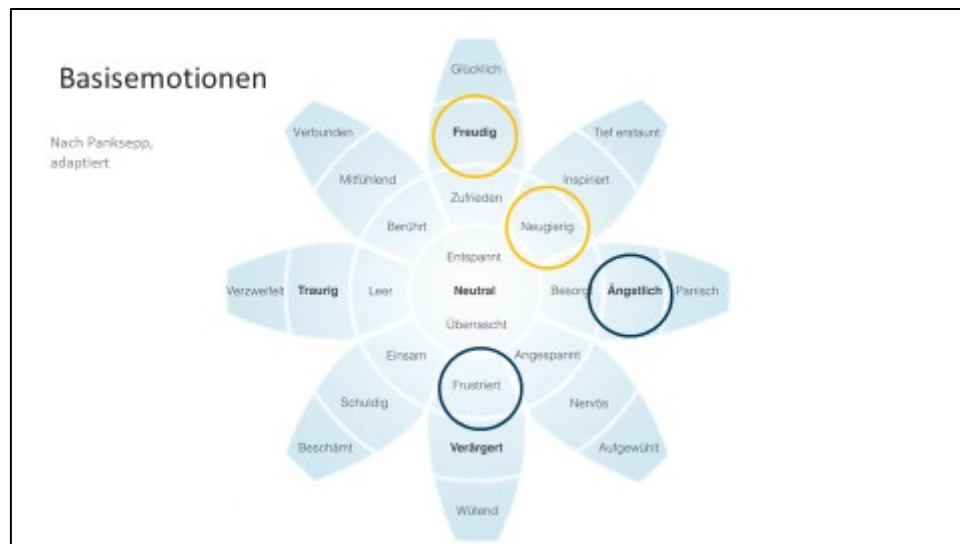 Basisemotionen
Nach Panksepp,
adaptiert
Glücklich
Verbunden
Freudig
Tief erstaunt
Mitfühlend
Inspiriert
Zufrieden
Berührt
Neugierig
Entspannt
Verzweifelt
Traurig
Leer
Neutral
Besorgt
Ängstlich
Panisch
Überrascht
Einsam
Angespannt
Frustriert
Schuldig
Nervös
Beschämt
Verärgert
Aufgewühlt
Wütend